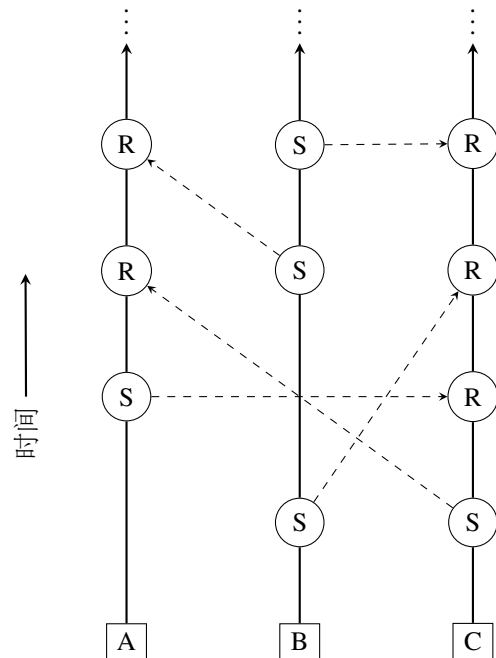 ⋮ ⋮ ⋮
R S R
R S R
S R
S S
时间
A B C